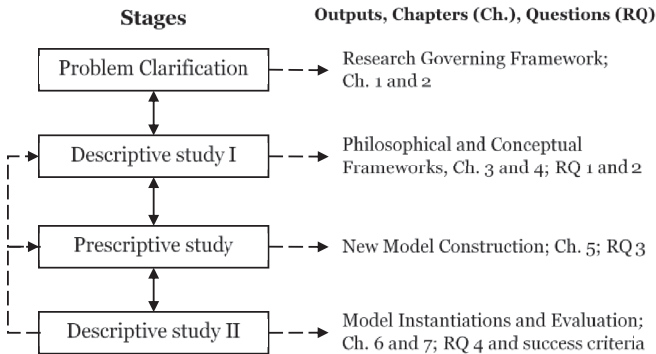 Stages
Outputs, Chapters (Ch.), Questions (RQ)
Problem Clarification
Research Governing Framework;
Ch. 1 and 2
Descriptive study I
Philosophical and Conceptual
Frameworks, Ch. 3 and 4; RQ 1 and 2
Prescriptive study
New Model Construction; Ch. 5; RQ 3
Descriptive study II
Model Instantiations and Evaluation;
Ch. 6 and 7; RQ 4 and success criteria